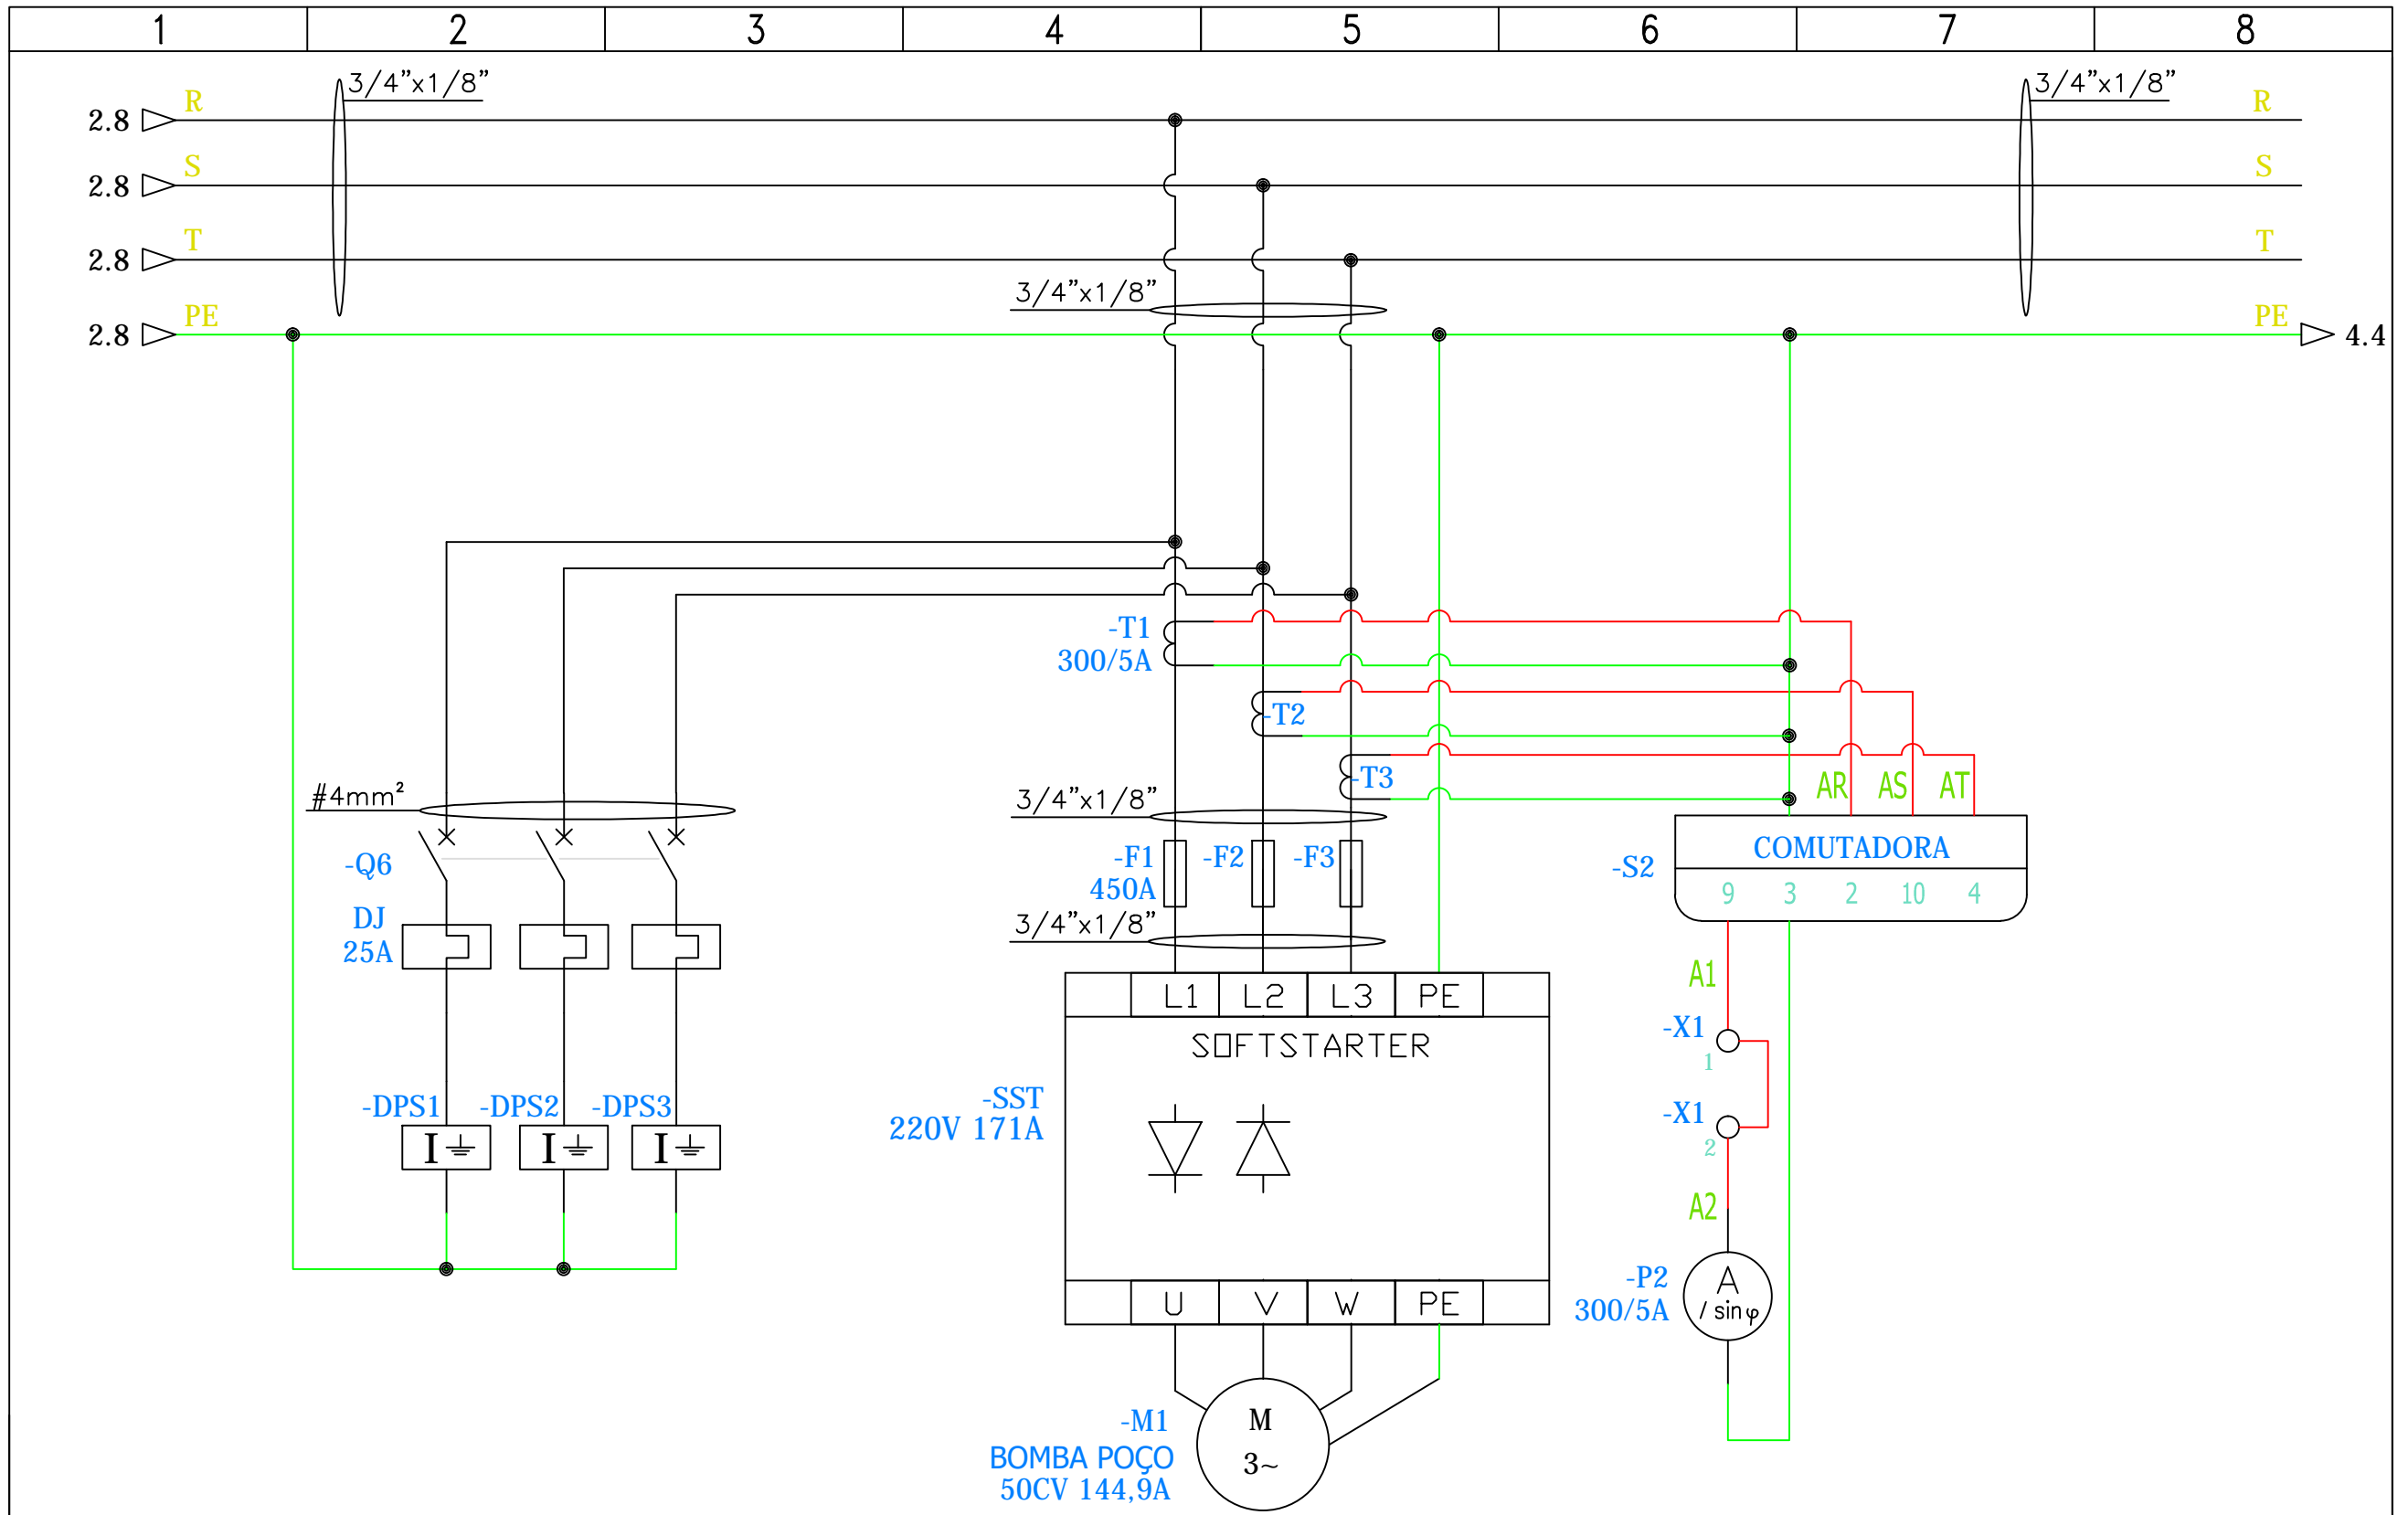 1 2 3 4 5 6 7 8
3/4"x1/8" 3/4"x1/8"
2.8 R R
2.8 S S
2.8 T T
3/4"x1/8"
2.8 PE PE 4.4
-T1
300/5A
-T2
-T3
#4mm² 3/4"x1/8" AR AS AT
-Q6 -F1 -F2 -F3 -S2 COMUTADORA
450A 9 3 2 10 4
DJ 3/4"x1/8"
25A
L1 L2 L3 PE A1
SOFTSTARTER -X1
1
-SST
220V 171A
-DPS1 -DPS2 -DPS3 -X1
I I I 2
A2
-P2 A
300/5A / sin φ
U V W PE
-M1 M
BOMBA POÇO 3~
50CV 144,9A